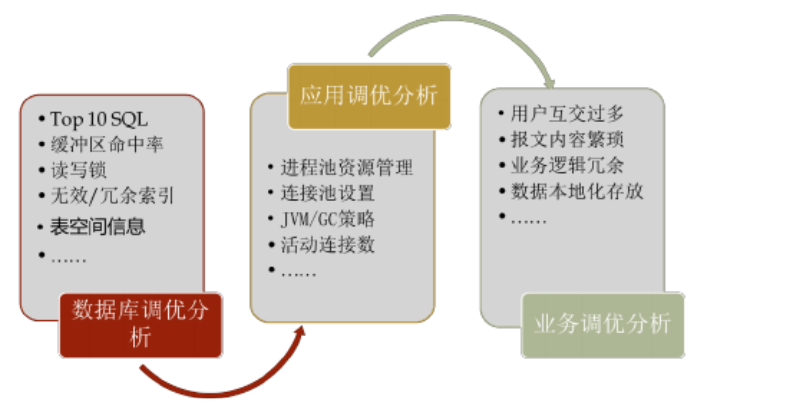 • Top 10 SQL
• 缓冲区命中率
• 读写锁
• 无效/冗余索引
• 表空间信息
• ……
数据库调优分
析
应用调优分析
• 进程池资源管理
• 连接池设置
• JVM/GC策略
• 活动连接数
• ……
• 用户互交过多
• 报文内容繁琐
• 业务逻辑冗余
• 数据本地化存放
• ……
业务调优分析